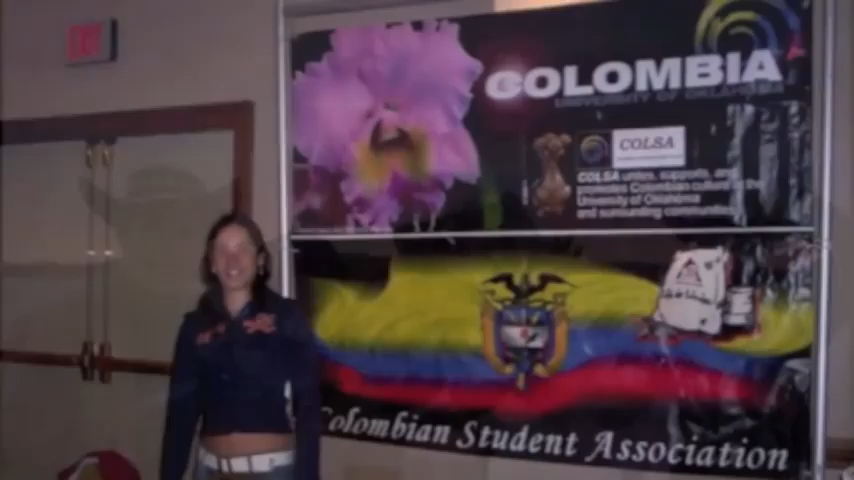 EXIT
COLOMBIA
UNIVERSITY OF OKLAHOMA
COLSA
COLSA unites, supports, and
promotes Colombian culture at the
University of Oklahoma
and surrounding communities
Colombian Student Association